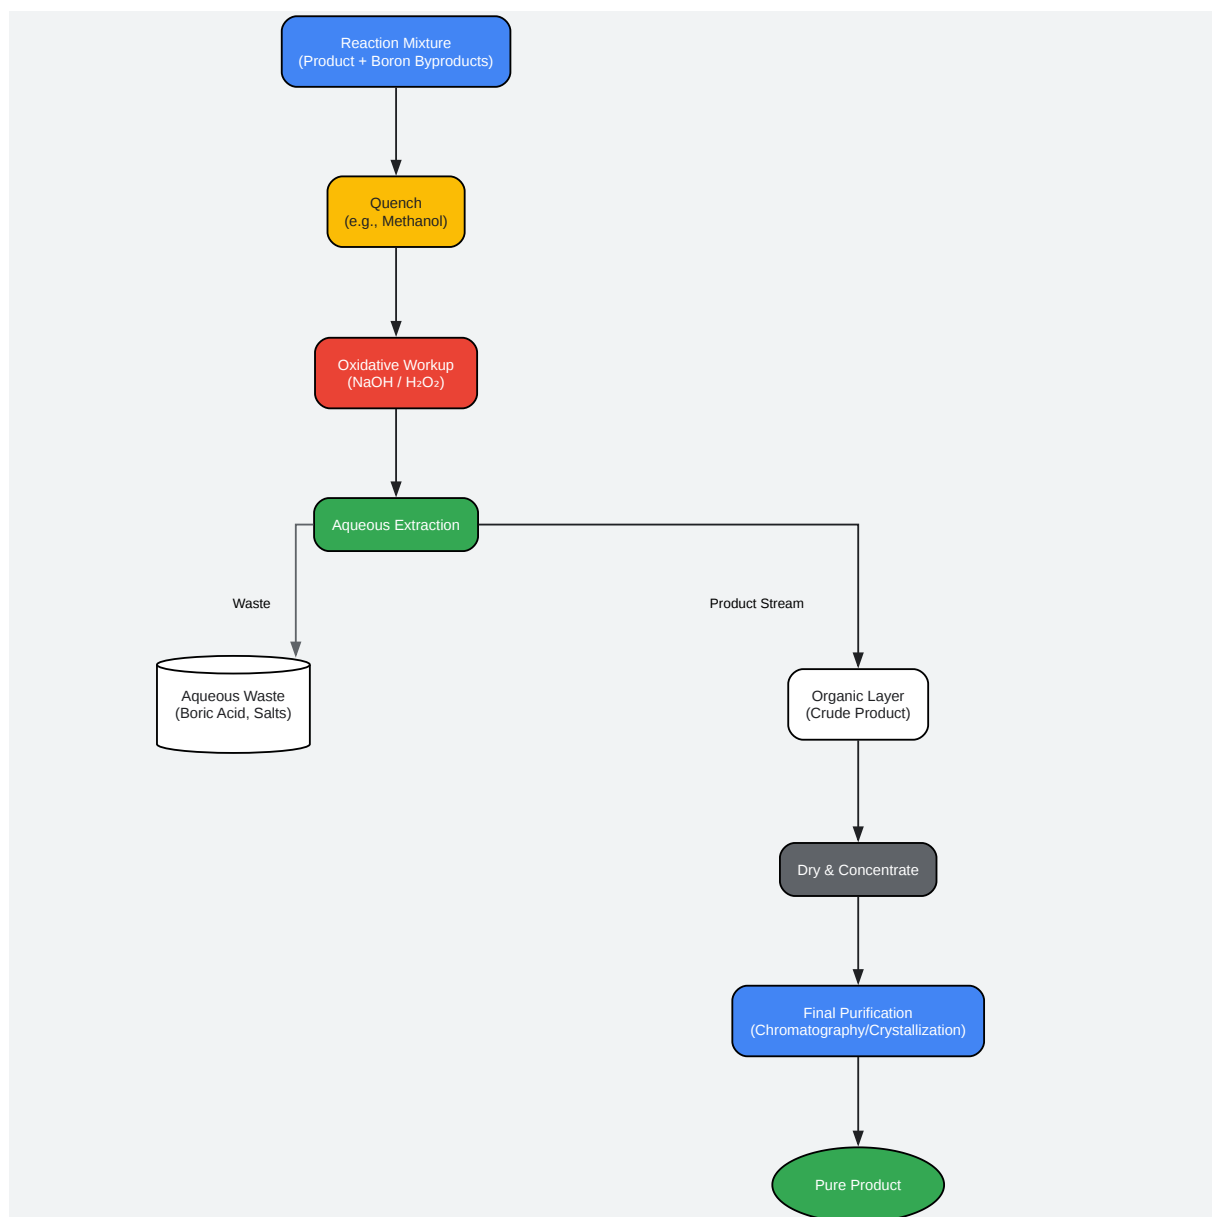 Reaction Mixture
(Product + Boron Byproducts)
Quench
(e.g., Methanol)
Oxidative Workup
(NaOH / H₂O₂)
Aqueous Extraction
Waste
Product Stream
Aqueous Waste
(Boric Acid, Salts)
Organic Layer
(Crude Product)
Dry & Concentrate
Final Purification
(Chromatography/Crystallization)
Pure Product